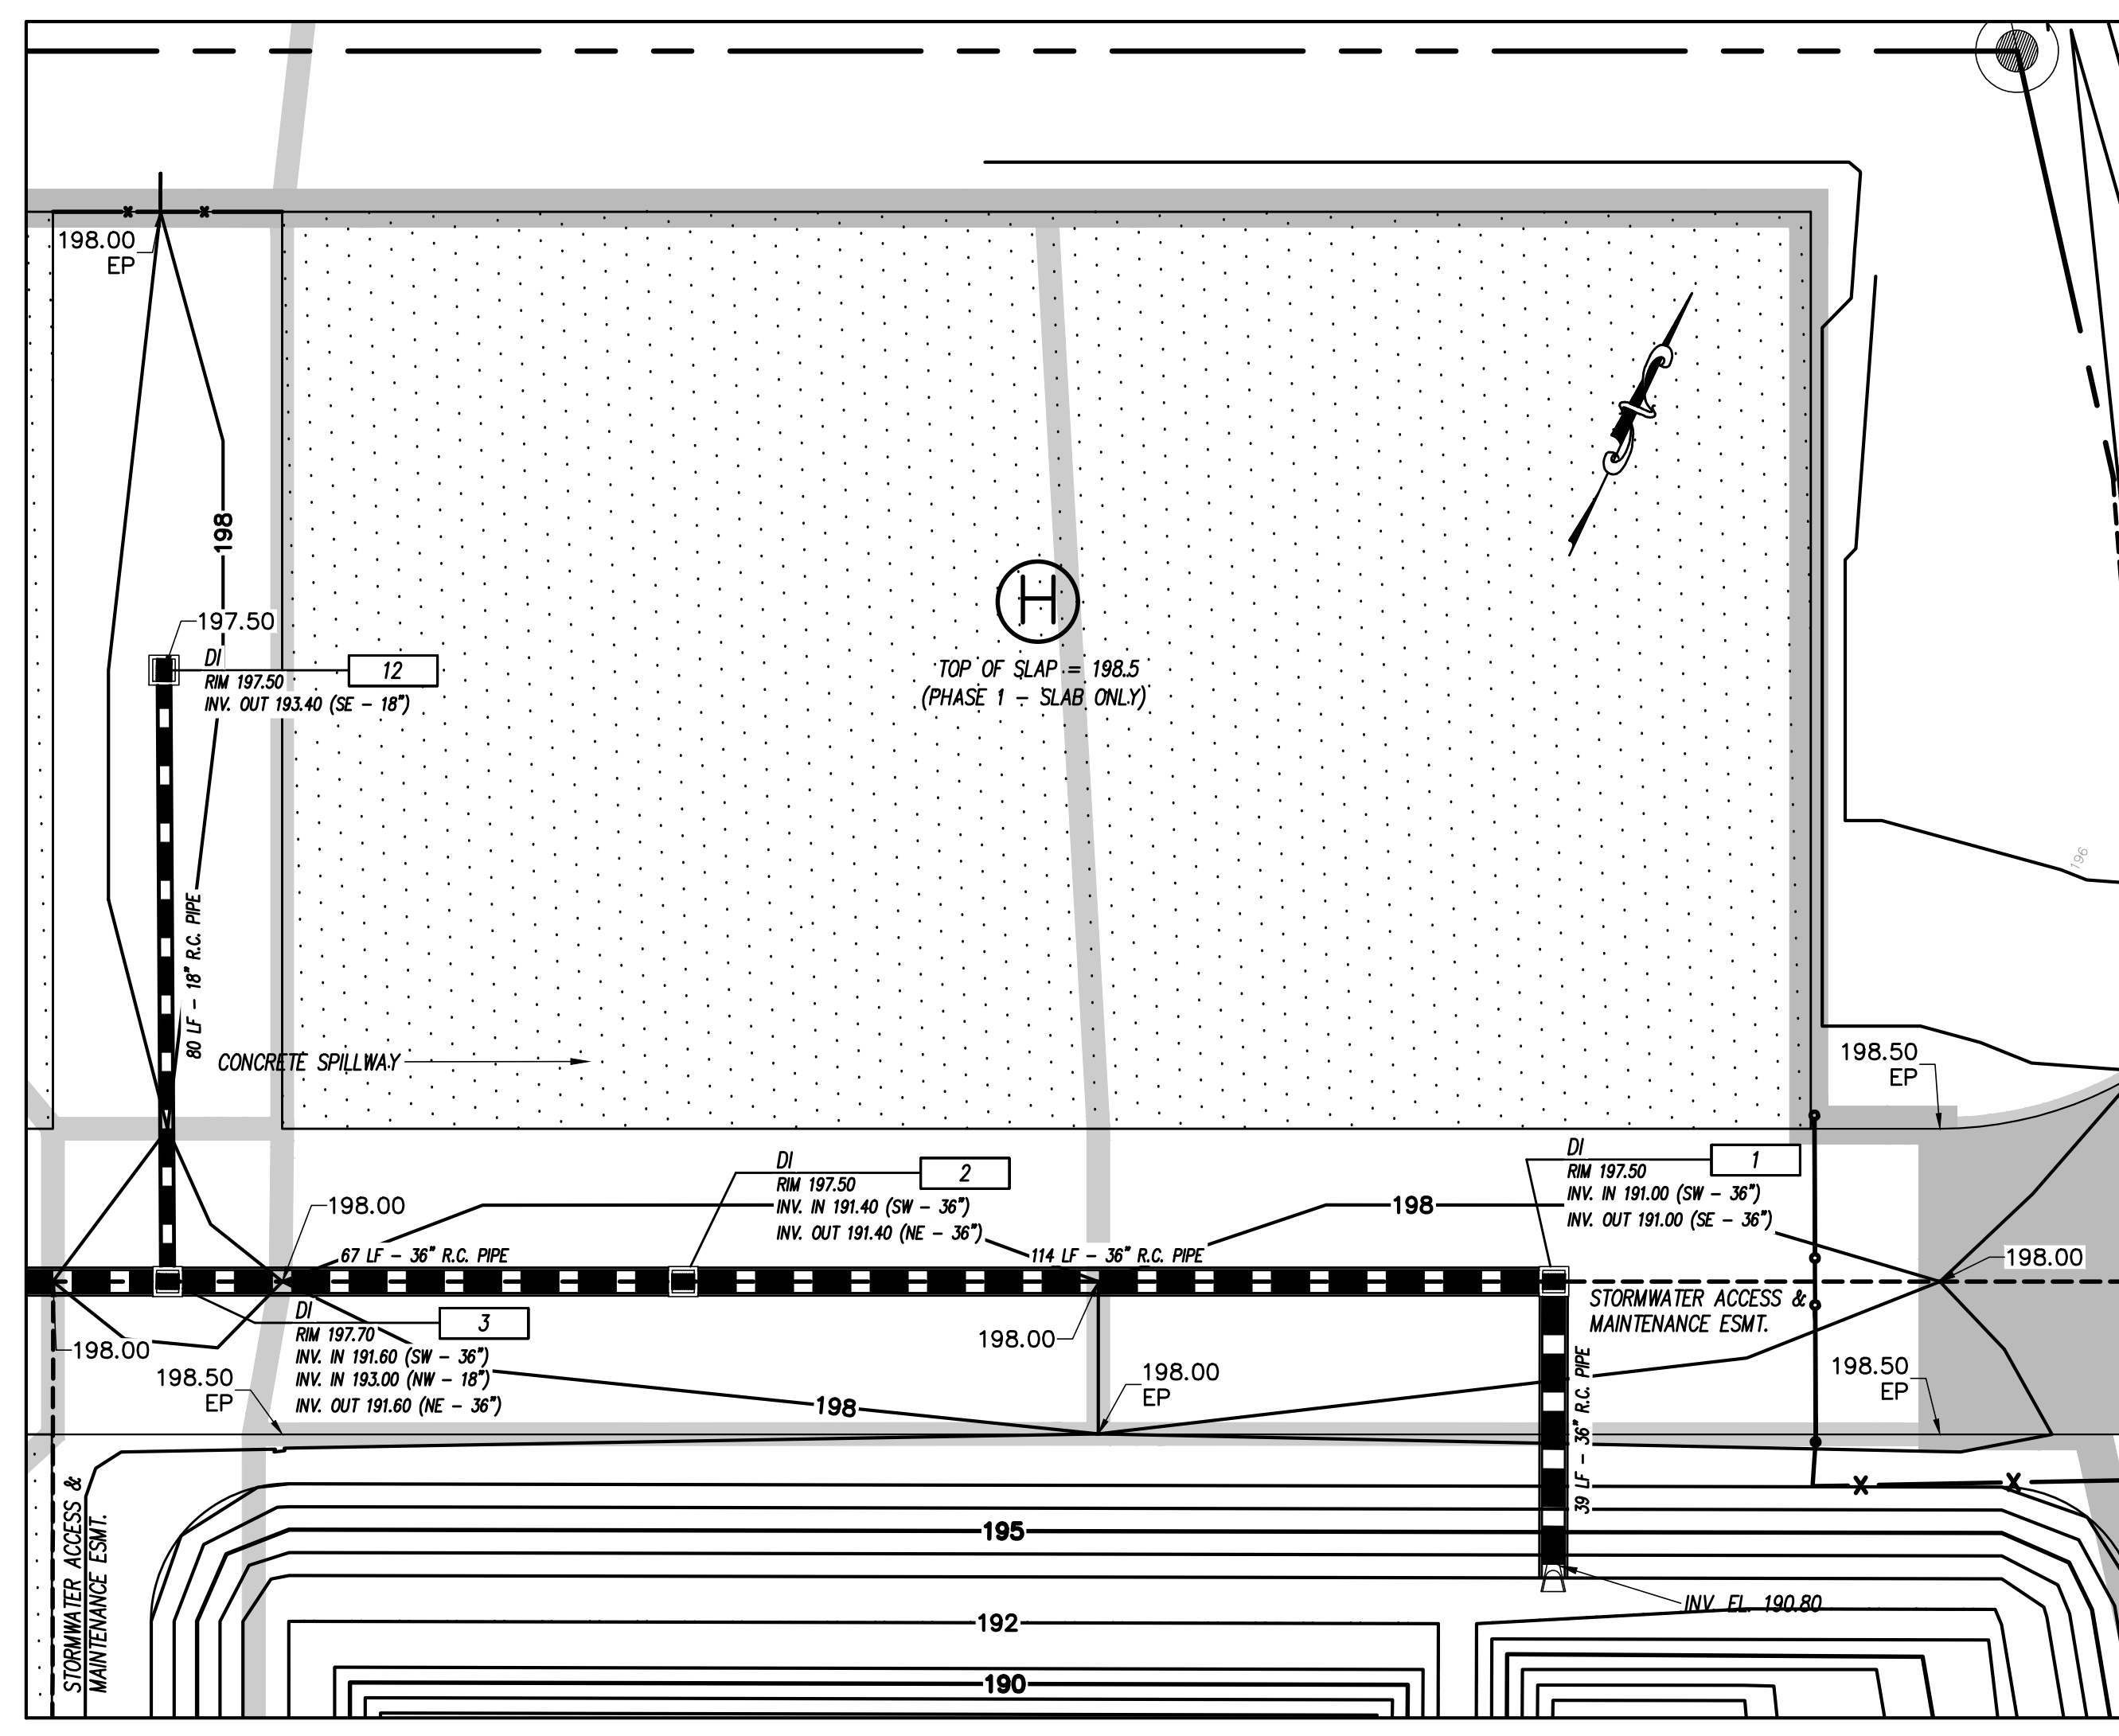 198.00
EP
198
197.50
DI
RIM 197.50
INV. OUT 193.40 (SE - 18")
12
H
TOP OF SLAP = 198.5
(PHASE 1 - SLAB ONLY)
196
80 LF - 18" R.C. PIPE
CONCRETE SPILLWAY
198.50
EP
DI
RIM 197.50
INV. IN 191.40 (SW - 36")
INV. OUT 191.40 (NE - 36")
2
DI
RIM 197.50
INV. IN 191.00 (SW - 36")
INV. OUT 191.00 (SE - 36")
1
198.00
198
67 LF - 36" R.C. PIPE
114 LF - 36" R.C. PIPE
198.00
STORMWATER ACCESS &
MAINTENANCE ESMT.
DI
RIM 197.70
INV. IN 191.60 (SW - 36")
INV. IN 193.00 (NW - 18")
INV. OUT 191.60 (NE - 36")
3
198.00
198.00
198.50
EP
198.00
EP
198.50
EP
198
39 LF - 36" R.C. PIPE
STORMWATER ACCESS &
MAINTENANCE ESMT.
195
INV. EL. 190.80
192
190